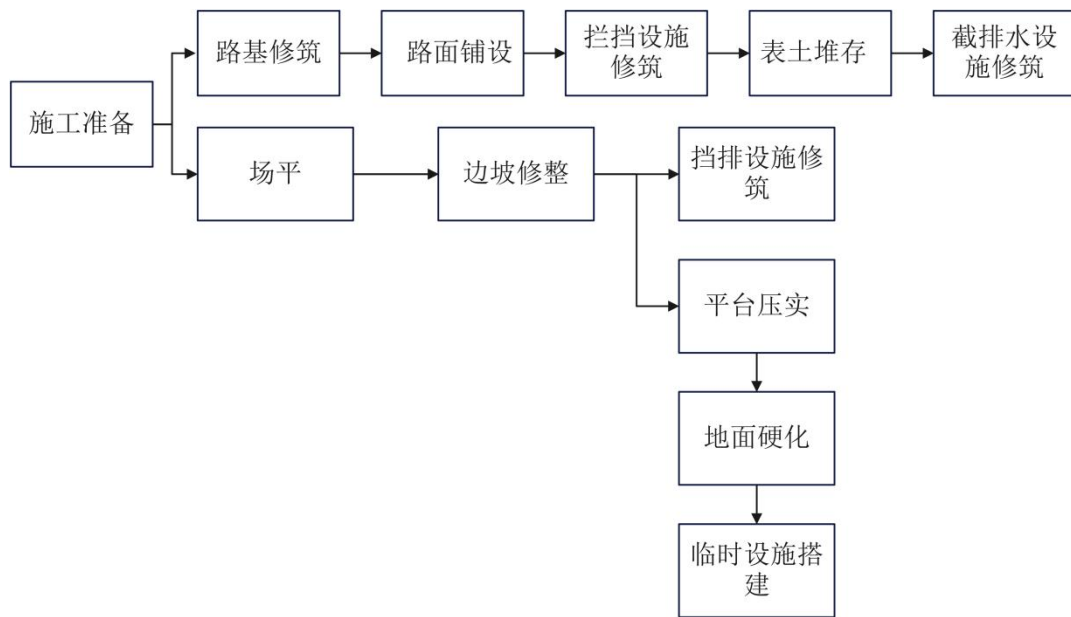 施工准备
路基修筑
路面铺设
拦挡设施
修筑
表土堆存
截排水设
施修筑
场平
边坡修整
挡排设施修
筑
平台压实
地面硬化
临时设施搭
建